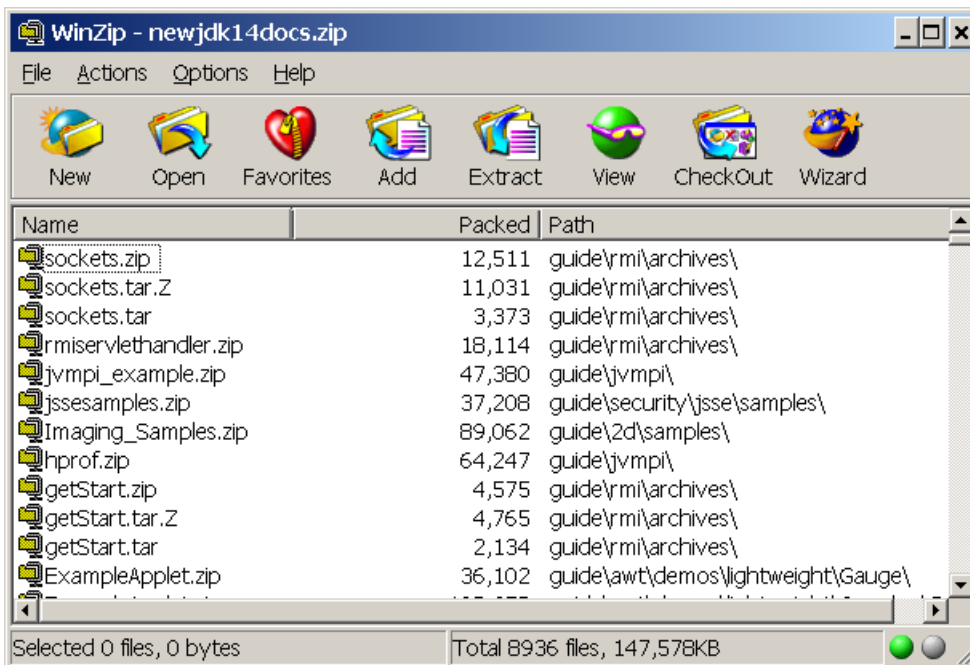 WinZip - newjdk14docs.zip
File Actions Options Help
New Open Favorites Add Extract View CheckOut Wizard
Name Packed Path
sockets.zip 12,511 guide\rmi\archives\
sockets.tar.Z 11,031 guide\rmi\archives\
sockets.tar 3,373 guide\rmi\archives\
rmiservlethandler.zip 18,114 guide\rmi\archives\
jvmpi_example.zip 47,380 guide\jvmpi\
jssesamples.zip 37,208 guide\security\jsse\samples\
Imaging_Samples.zip 89,062 guide\2d\samples\
hprof.zip 64,247 guide\jvmpi\
getStart.zip 4,575 guide\rmi\archives\
getStart.tar.Z 4,765 guide\rmi\archives\
getStart.tar 2,134 guide\rmi\archives\
ExampleApplet.zip 36,102 guide\awt\demos\lightweight\Gauge\
Selected 0 files, 0 bytes Total 8936 files, 147,578KB